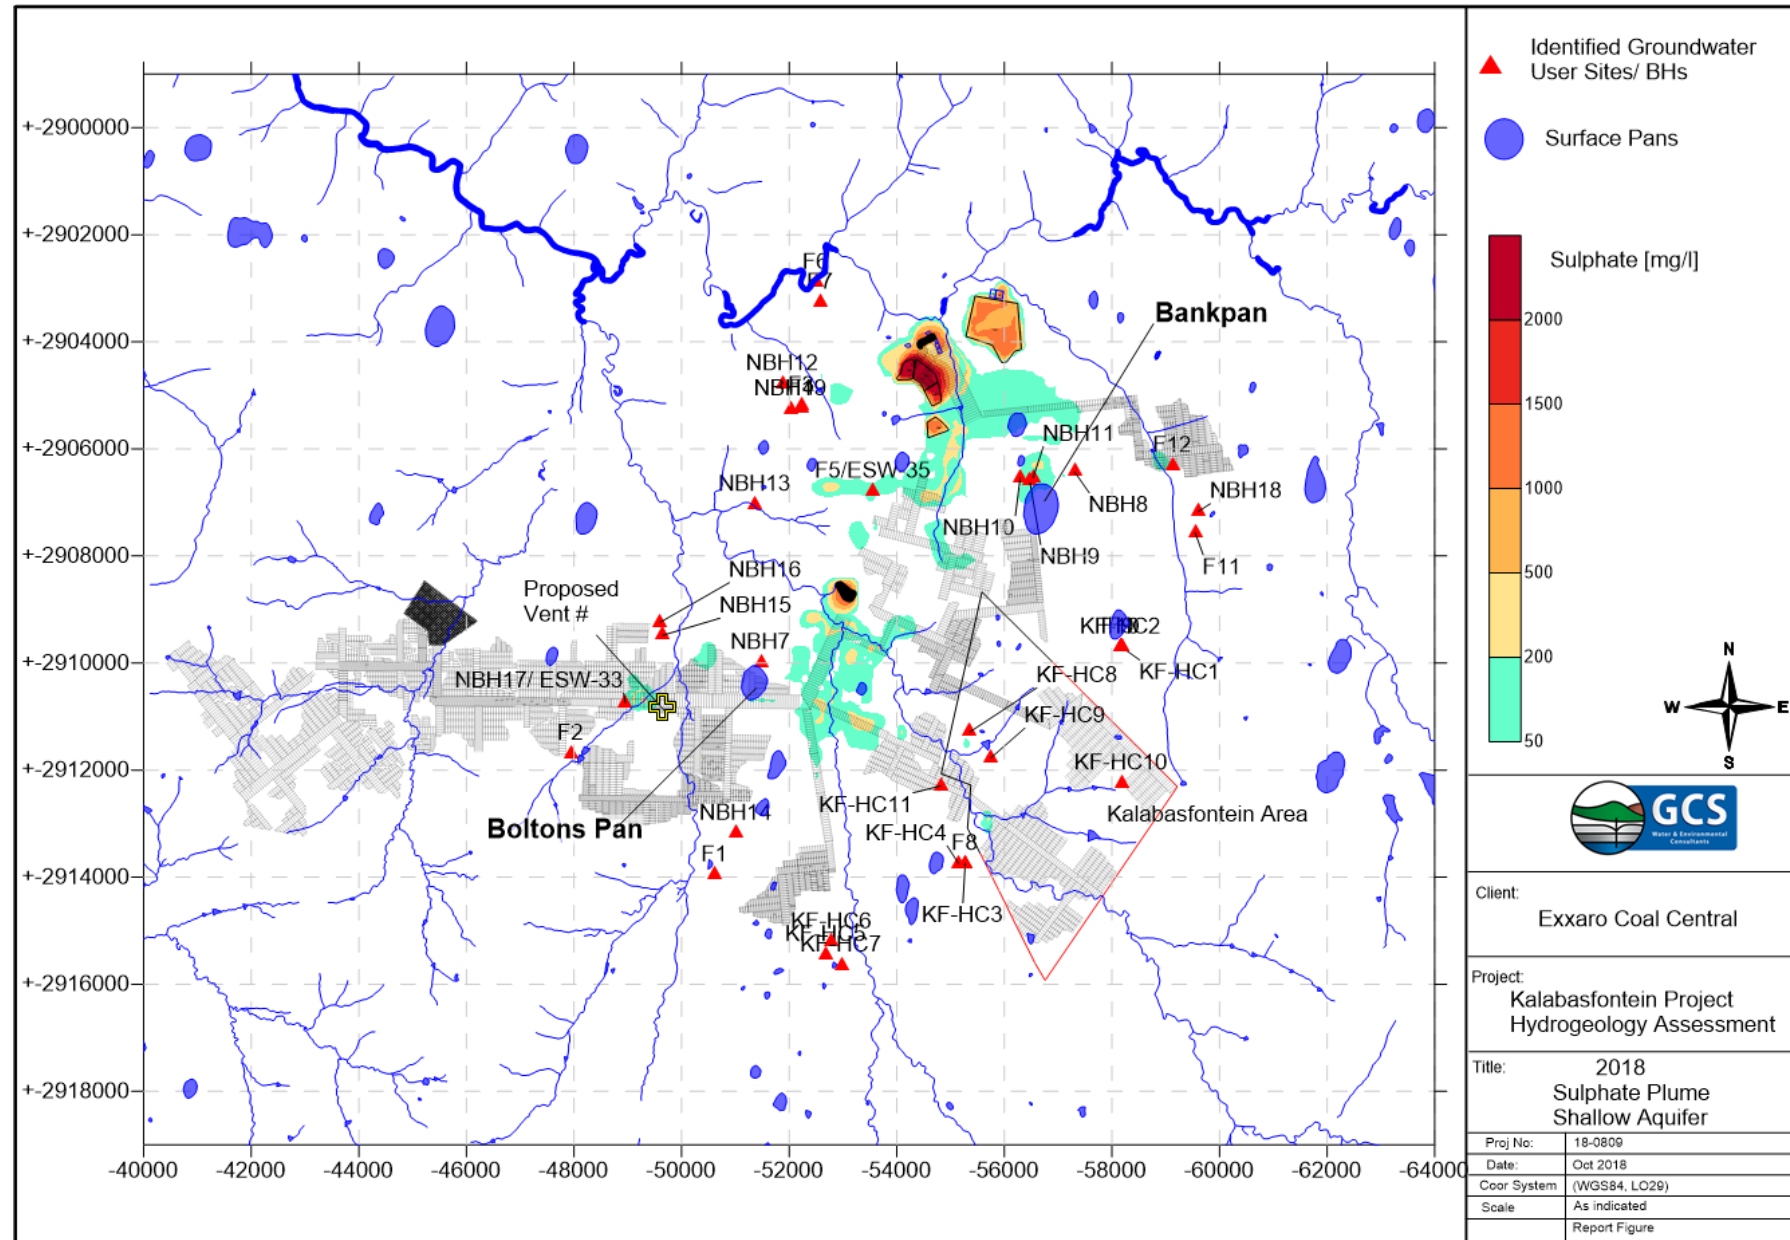 Identified Groundwater
User Sites/ BHs
Surface Pans
Sulphate [mg/l]
2000
1500
1000
500
200
50
N
W
E
S
GCS
Water & Environmental
Consultants
Client:
Exxaro Coal Central
Project:
Kalabasfontein Project
Hydrogeology Assessment
Title:
2018
Sulphate Plume
Shallow Aquifer
Proj No:
18-0809
Date:
Oct 2018
Coor System
(WGS84, LO29)
Scale
As indicated
Report Figure
+-2900000
+-2902000
+-2904000
+-2906000
+-2908000
+-2910000
+-2912000
+-2914000
+-2916000
+-2918000
-40000
-42000
-44000
-46000
-48000
-50000
-52000
-54000
-56000
-58000
-60000
-62000
-64000
F6
F7
Bankpan
NBH12
F5/ESW-35
NBH13
NBH11
F12
NBH8
NBH18
NBH10
NBH9
F11
NBH16
Proposed
Vent #
NBH15
NBH7
KF-HC1
KF-HC8
NBH17/ ESW-33
KF-HC9
F2
KF-HC10
KF-HC11
Kalabasfontein Area
NBH14
Boltons Pan
KF-HC4
F8
F1
KF-HC3
KF-HC6
KF-HC5
KF-HC7